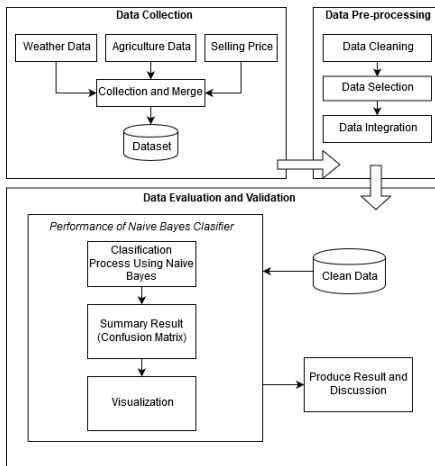 Data Collection
Weather Data
Agriculture Data
Selling Price
Collection and Merge
Dataset
Data Pre-processing
Data Cleaning
Data Selection
Data Integration
Data Evaluation and Validation
Performance of Naive Bayes Clasifier
Clasification
Process Using Naive
Bayes
Summary Result
(Confusion Matrix)
Visualization
Clean Data
Produce Result and
Discussion